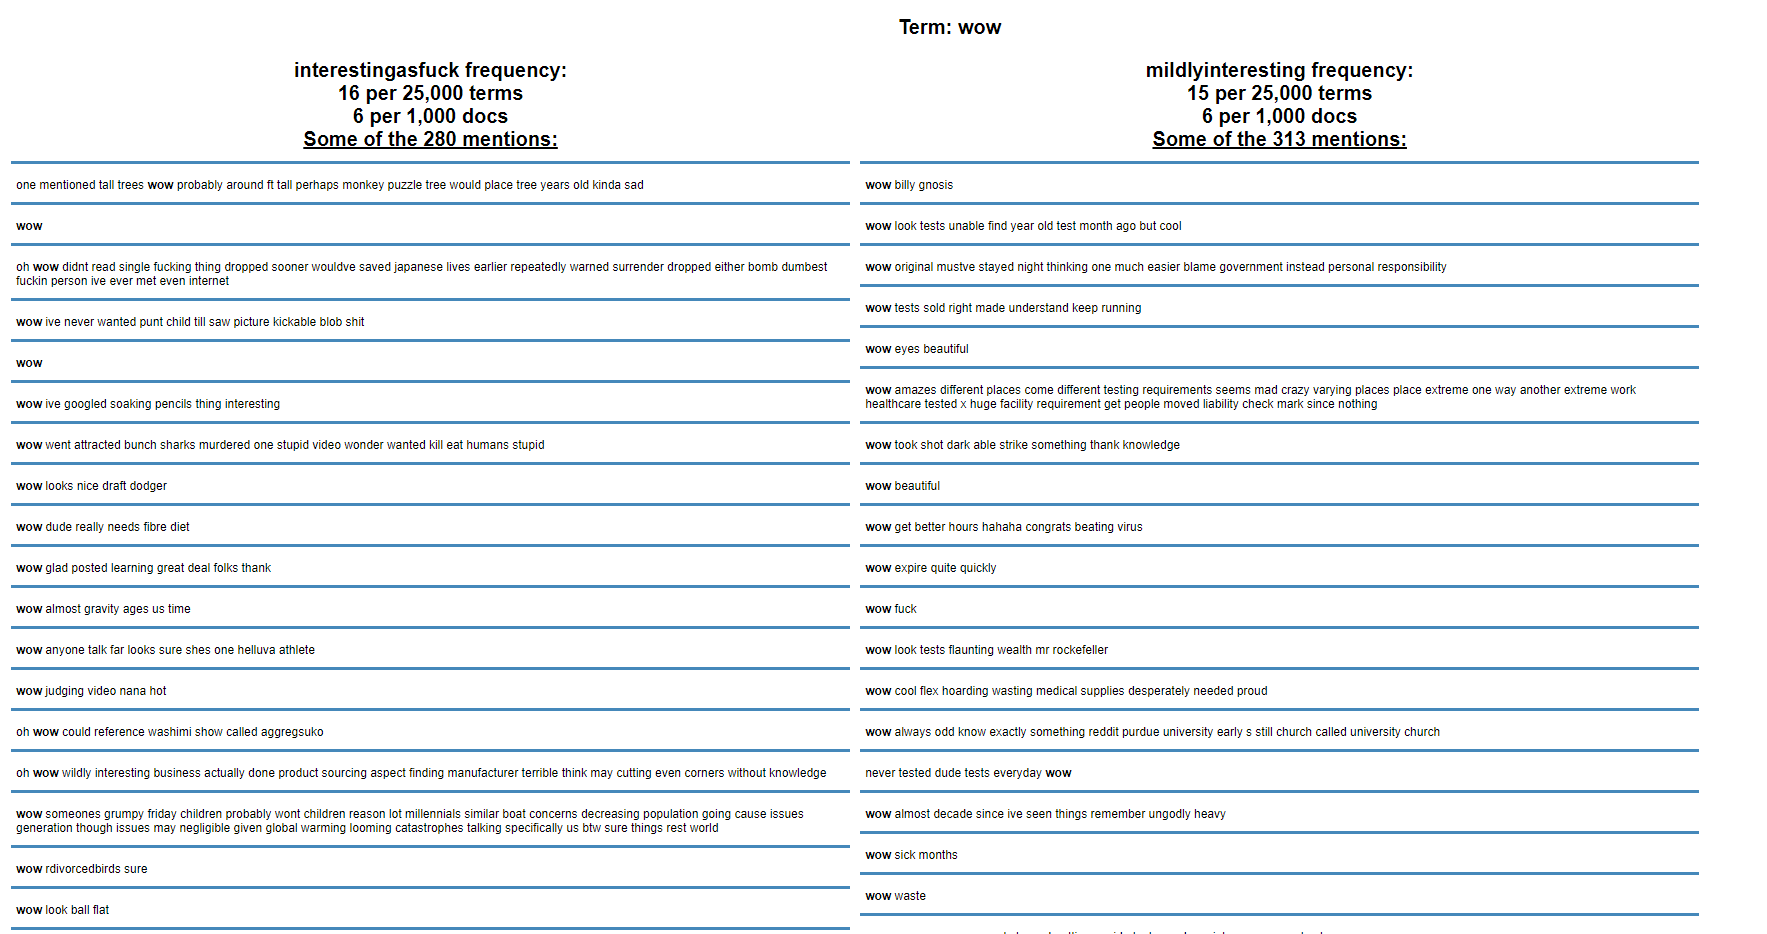 Term: wow
interestingasfuck frequency:
16 per 25,000 terms
6 per 1,000 docs
Some of the 280 mentions:
one mentioned tall trees wow probably around ft tall perhaps monkey puzzle tree would place tree years old kinda sad
wow
oh wow didnt read single fucking thing dropped sooner wouldve saved japanese lives earlier repeatedly warned surrender dropped either bomb dumbest
fuckin person ive ever met even internet
wow ive never wanted punt child till saw picture kickable blob shit
wow
wow ive googled soaking pencils thing interesting
wow went attracted bunch sharks murdered one stupid video wonder wanted kill eat humans stupid
wow looks nice draft dodger
wow dude really needs fibre diet
wow glad posted learning great deal folks thank
wow almost gravity ages us time
wow anyone talk far looks sure shes one helluva athlete
wow judging video nana hot
oh wow could reference washimi show called aggregsuko
oh wow wildly interesting business actually done product sourcing aspect finding manufacturer terrible think may cutting even corners without knowledge
wow someones grumpy friday children probably wont children reason lot millennials similar boat concerns decreasing population going cause issues
generation though issues may negligible given global warming looming catastrophes talking specifically us btw sure things rest world
wow rdivorcedbirds sure
wow look ball flat
mildlyinteresting frequency:
15 per 25,000 terms
6 per 1,000 docs
Some of the 313 mentions:
wow billy gnosis
wow look tests unable find year old test month ago but cool
wow original mustve stayed night thinking one much easier blame government instead personal responsibility
wow tests sold right made understand keep running
wow eyes beautiful
wow amazes different places come different testing requirements seems mad crazy varying places place extreme one way another extreme work
healthcare tested x huge facility requirement get people moved liability check mark since nothing
wow took shot dark able strike something thank knowledge
wow beautiful
wow get better hours hahaha congrats beating virus
wow expire quite quickly
wow fuck
wow look tests flaunting wealth mr rockefeller
wow cool flex hoarding wasting medical supplies desperately needed proud
wow always odd know exactly something reddit purdue university early s still church called university church
never tested dude tests everyday wow
wow almost decade since ive seen things remember ungodly heavy
wow sick months
wow waste